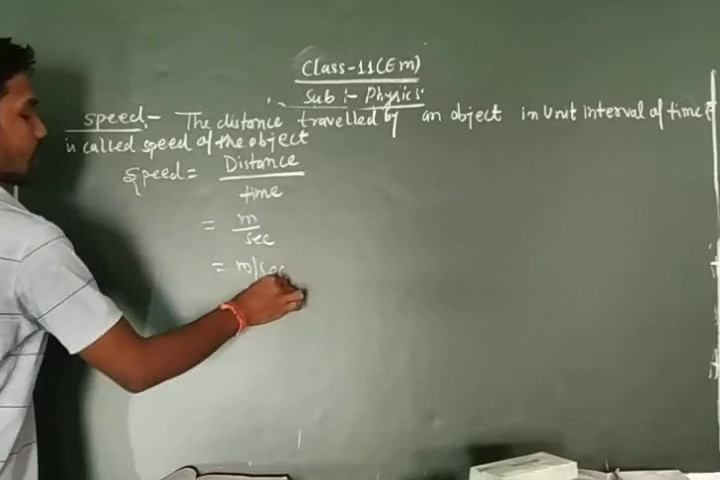 Class-11(Em)
Sub :- Physics
speed:- The distance travelled by an object in Unit interval of time
is called speed of the object
speed = Distance
time
= m
sec
= m/sec